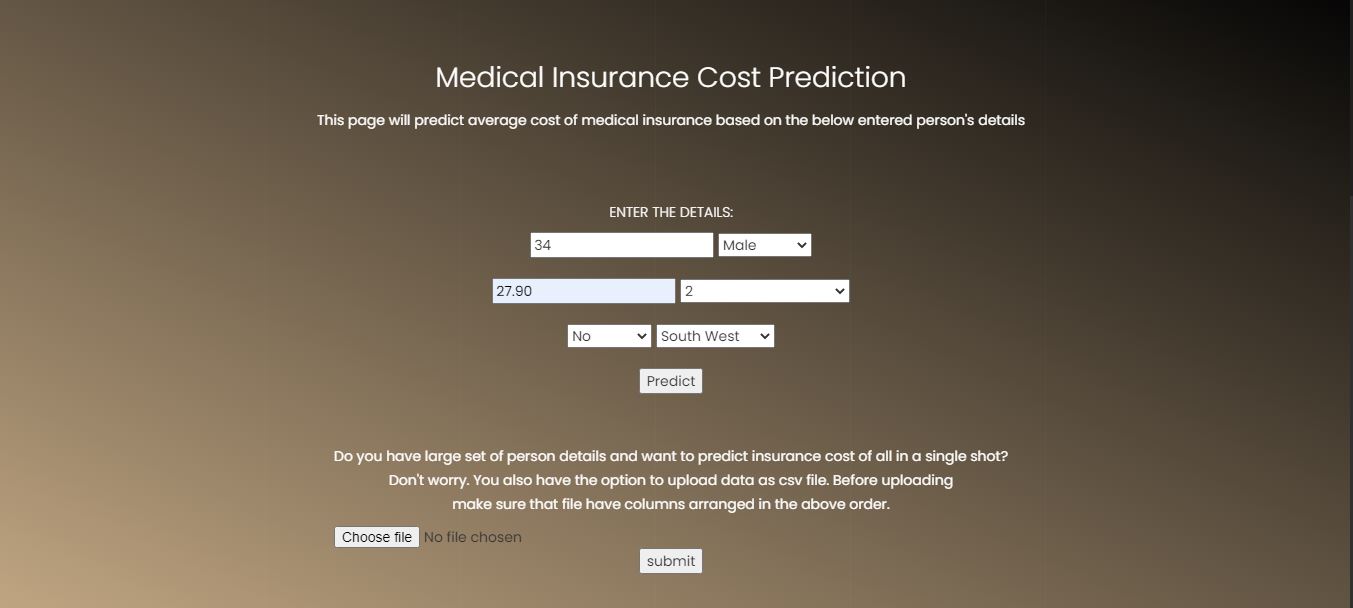 Medical Insurance Cost Prediction
This page will predict average cost of medical insurance based on the below entered person's details
ENTER THE DETAILS:
34 Male
27.90 2
No South West
Predict
Do you have large set of person details and want to predict insurance cost of all in a single shot?
Don't worry. You also have the option to upload data as csv file. Before uploading
make sure that file have columns arranged in the above order.
Choose file No file chosen
submit